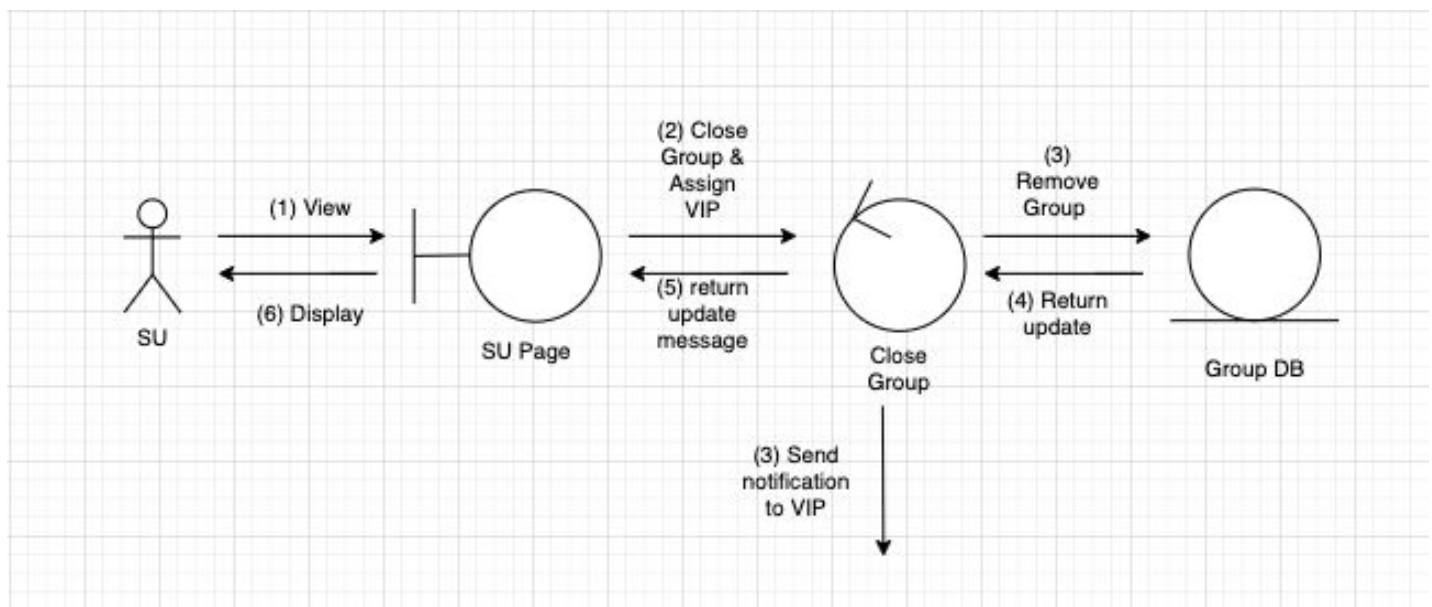 (1) View
(6) Display
SU
SU Page
(2) Close
Group &
Assign
VIP
(5) return
update
message
Close
Group
(3)
Remove
Group
(4) Return
update
Group DB
(3) Send
notification
to VIP